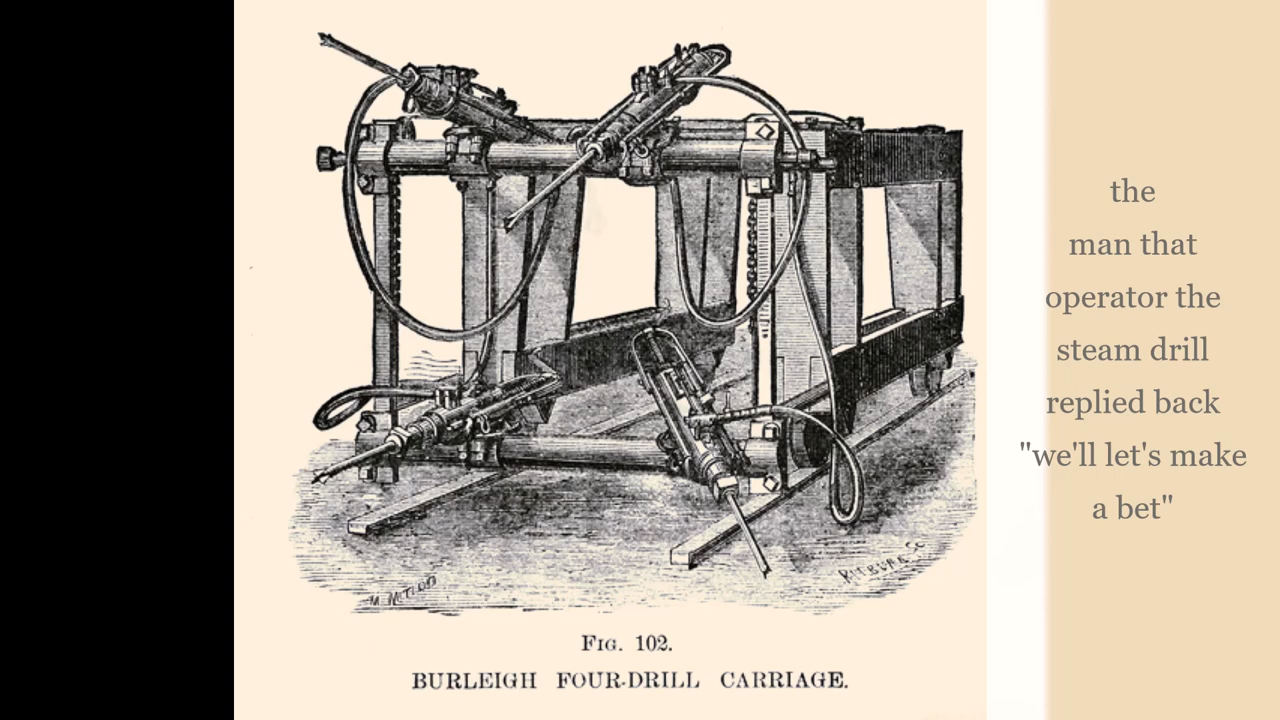 Fig. 102.
BURLEIGH FOUR-DRILL CARRIAGE.
the
man that
operator the
steam drill
replied back
"we'll let's make
a bet"